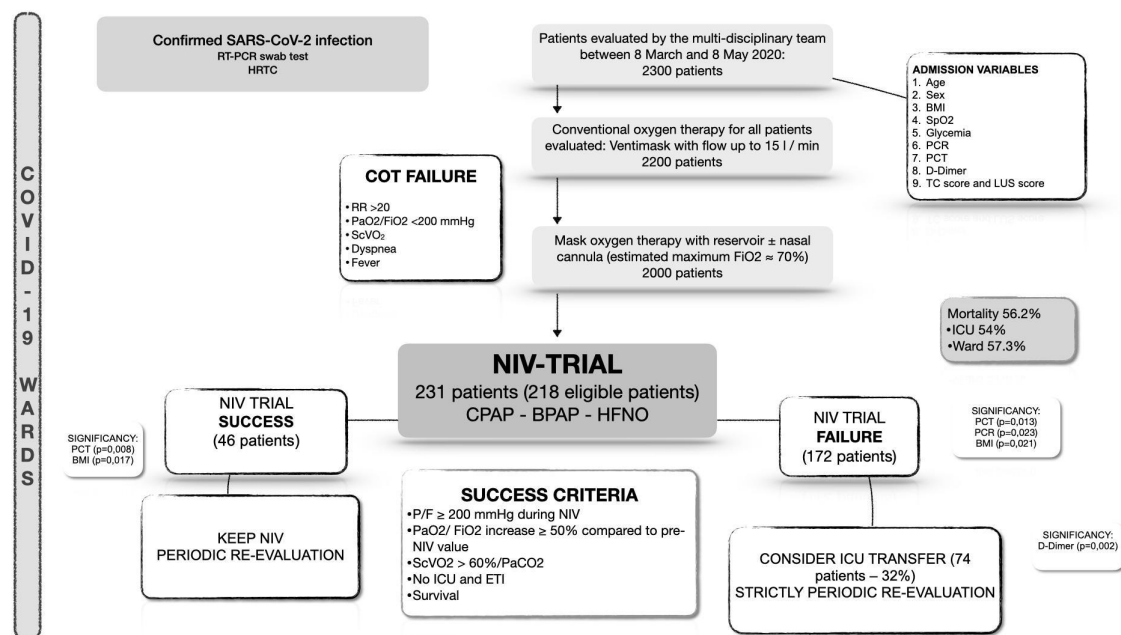 COVID-19 WARDS
Confirmed SARS-CoV-2 infection
RT-PCR swab test
HRTC
Patients evaluated by the multi-disciplinary team
between 8 March and 8 May 2020:
2300 patients
ADMISSION VARIABLES
1. Age
2. Sex
3. BMI
4. SpO2
5. Glycemia
6. PCR
7. PCT
8. D-Dimer
9. TC score and LUS score
Conventional oxygen therapy for all patients
evaluated: Ventimask with flow up to 15 l / min
2200 patients
COT FAILURE
• RR >20
• PaO2/FiO2 <200 mmHg
• ScVO₂
• Dyspnea
• Fever
Mask oxygen therapy with reservoir ± nasal
cannula (estimated maximum FiO2 ≈ 70%)
2000 patients
Mortality 56.2%
•ICU 54%
•Ward 57.3%
NIV-TRIAL
231 patients (218 eligible patients)
CPAP - BPAP - HFNO
NIV TRIAL
SUCCESS
(46 patients)
SIGNIFICANCY:
PCT (p=0,008)
BMI (p=0,017)
NIV TRIAL
FAILURE
(172 patients)
SIGNIFICANCY:
PCT (p=0,013)
PCR (p=0,023)
BMI (p=0,021)
KEEP NIV
PERIODIC RE-EVALUATION
SUCCESS CRITERIA
•P/F ≥ 200 mmHg during NIV
•PaO2/ FiO2 increase ≥ 50% compared to pre-
NIV value
•ScVO2 > 60%/PaCO2
•No ICU and ETI
•Survival
CONSIDER ICU TRANSFER (74
patients – 32%)
STRICTLY PERIODIC RE-EVALUATION
SIGNIFICANCY:
D-Dimer (p=0,002)